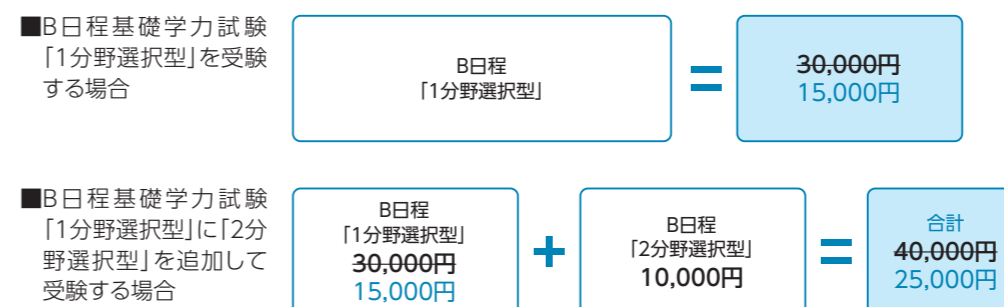 ■B日程基礎学力試験
「1分野選択型」を受験
する場合
B日程
「1分野選択型」
=
30,000円
15,000円
■B日程基礎学力試験
「1分野選択型」に「2分
野選択型」を追加して
受験する場合
B日程
「1分野選択型」
30,000円
15,000円
+
B日程
「2分野選択型」
10,000円
=
合計
40,000円
25,000円